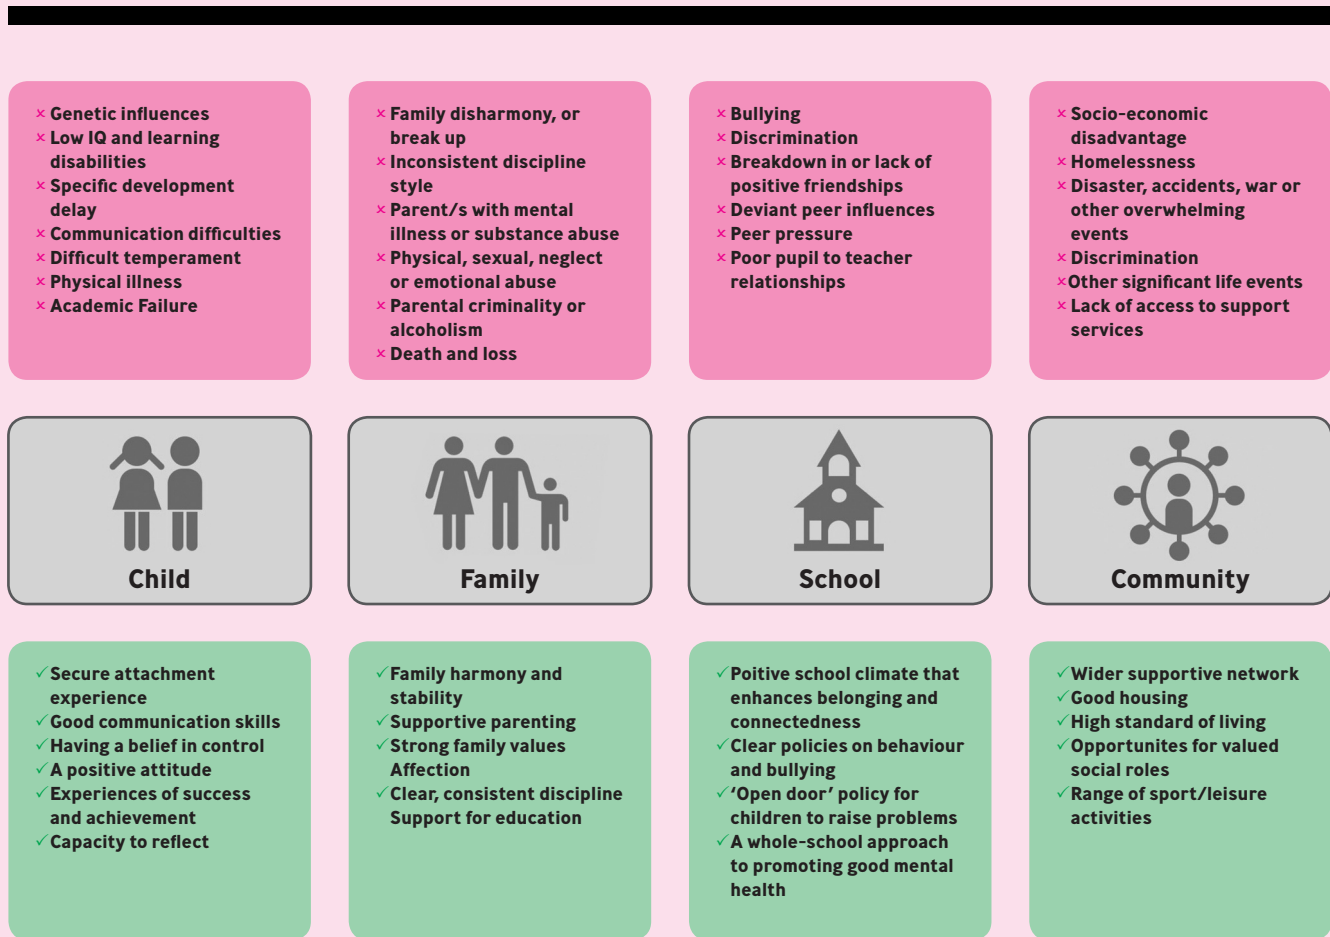 × Genetic influences
× Low IQ and learning
disabilities
× Specific development
delay
× Communication difficulties
× Difficult temperament
× Physical illness
× Academic Failure
× Family disharmony, or
break up
× Inconsistent discipline
style
× Parent/s with mental
illness or substance abuse
× Physical, sexual, neglect
or emotional abuse
× Parental criminality or
alcoholism
× Death and loss
× Bullying
× Discrimination
× Breakdown in or lack of
positive friendships
× Deviant peer influences
× Peer pressure
× Poor pupil to teacher
relationships
× Socio-economic
disadvantage
× Homelessness
× Disaster, accidents, war or
other overwhelming
events
× Discrimination
×Other significant life events
× Lack of access to support
services
Child
Family
School
Community
✓ Secure attachment
experience
✓ Good communication skills
✓ Having a belief in control
✓ A positive attitude
✓ Experiences of success
and achievement
✓ Capacity to reflect
✓ Family harmony and
stability
✓ Supportive parenting
✓ Strong family values
Affection
✓ Clear, consistent discipline
Support for education
✓ Poitive school climate that
enhances belonging and
connectedness
✓ Clear policies on behaviour
and bullying
✓ ‘Open door’ policy for
children to raise problems
✓ A whole-school approach
to promoting good mental
health
✓ Wider supportive network
✓ Good housing
✓ High standard of living
✓ Opportunites for valued
social roles
✓ Range of sport/leisure
activities